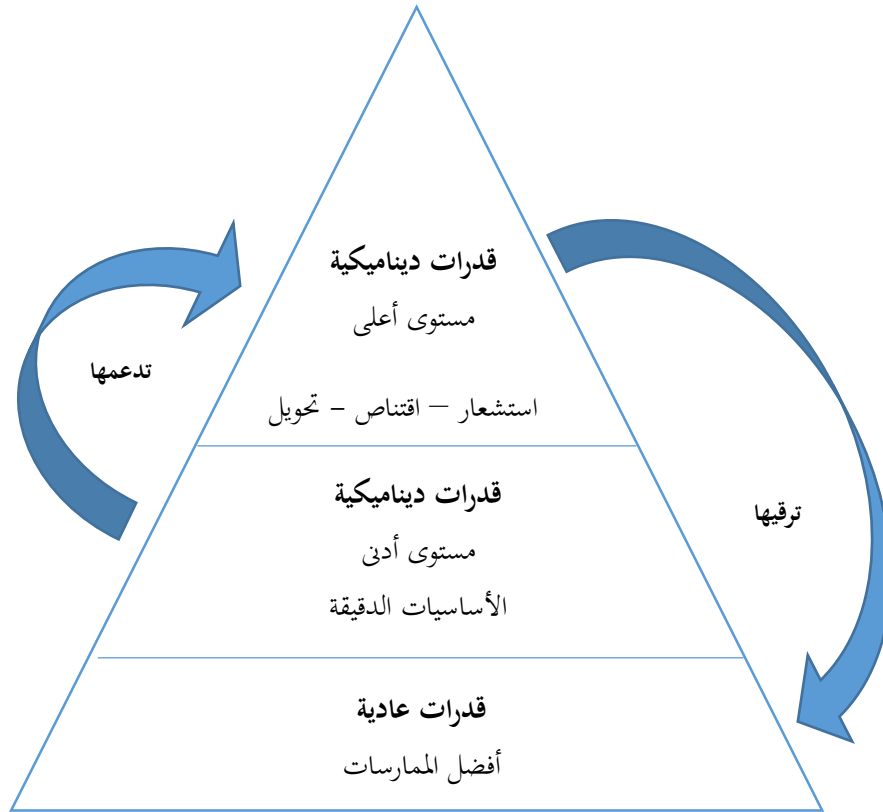 قدرات ديناميكية
مستوى أعلى
تدعمها
استشعار – اقتناص – تحويل
قدرات ديناميكية
مستوى أدنى
ترقيها
الأساسيات الدقيقة
قدرات عادية
أفضل الممارسات